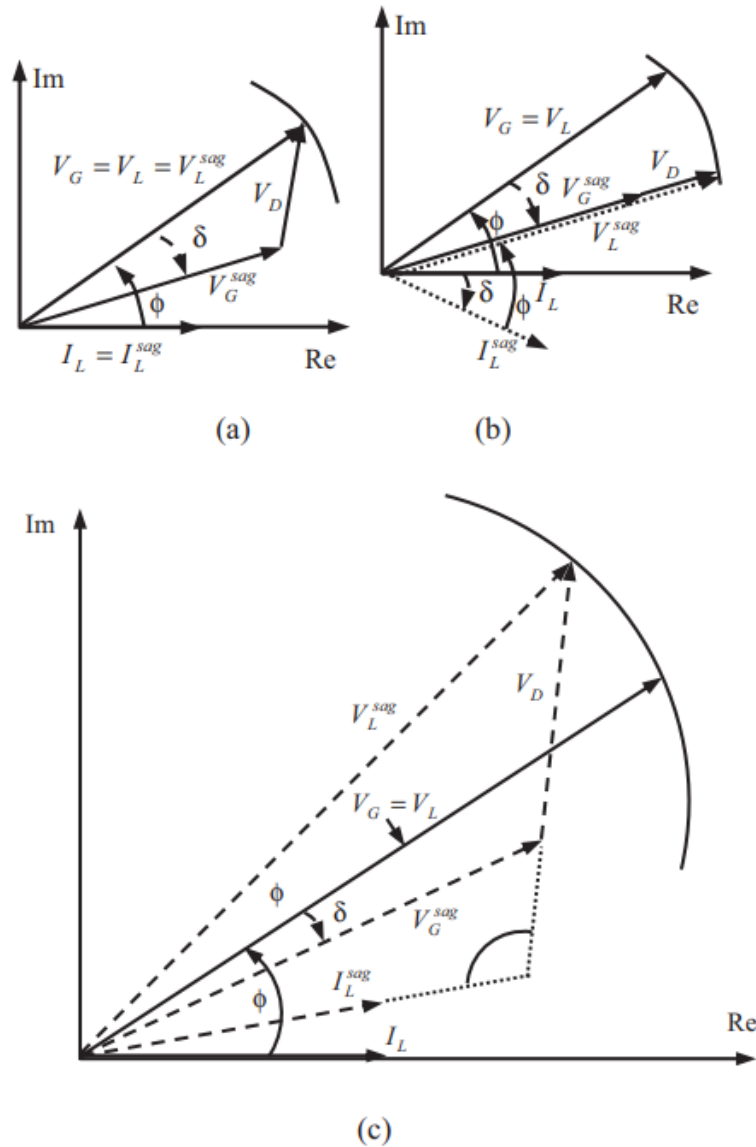 Im
V_G = V_L = V_L^{sag}
V_D
δ
V_G^{sag}
ϕ
I_L = I_L^{sag}
Re
(a)
Im
V_G = V_L
V_D
δ
V_G^{sag}
V_L^{sag}
ϕ
I_L
δ
ϕ
Re
I_L^{sag}
(b)
Im
V_D
V_L^{sag}
V_G = V_L
ϕ
δ
V_G^{sag}
I_L^{sag}
ϕ
Re
I_L
(c)